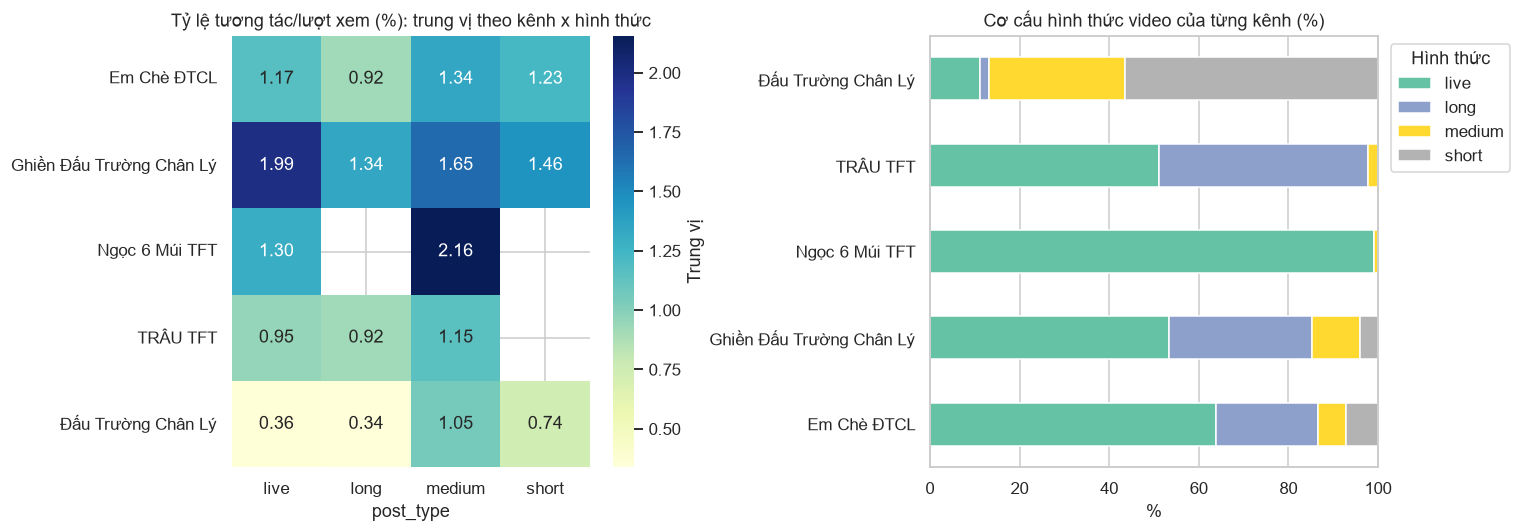 Tỷ lệ tương tác/lượt xem (%): trung vị theo kênh x hình thức
Em Chè ĐTCL
1.17 0.92 1.34 1.23
Ghiền Đấu Trường Chân Lý
1.99 1.34 1.65 1.46
Ngọc 6 Múi TFT
1.30 2.16
TRÂU TFT
0.95 0.92 1.15
Đấu Trường Chân Lý
0.36 0.34 1.05 0.74
live long medium short
post_type
2.00
1.75
1.50
1.25
1.00
0.75
0.50
Trung vị
Cơ cấu hình thức video của từng kênh (%)
Đấu Trường Chân Lý
TRÂU TFT
Ngọc 6 Múi TFT
Ghiền Đấu Trường Chân Lý
Em Chè ĐTCL
0 20 40 60 80 100
%
Hình thức
live
long
medium
short